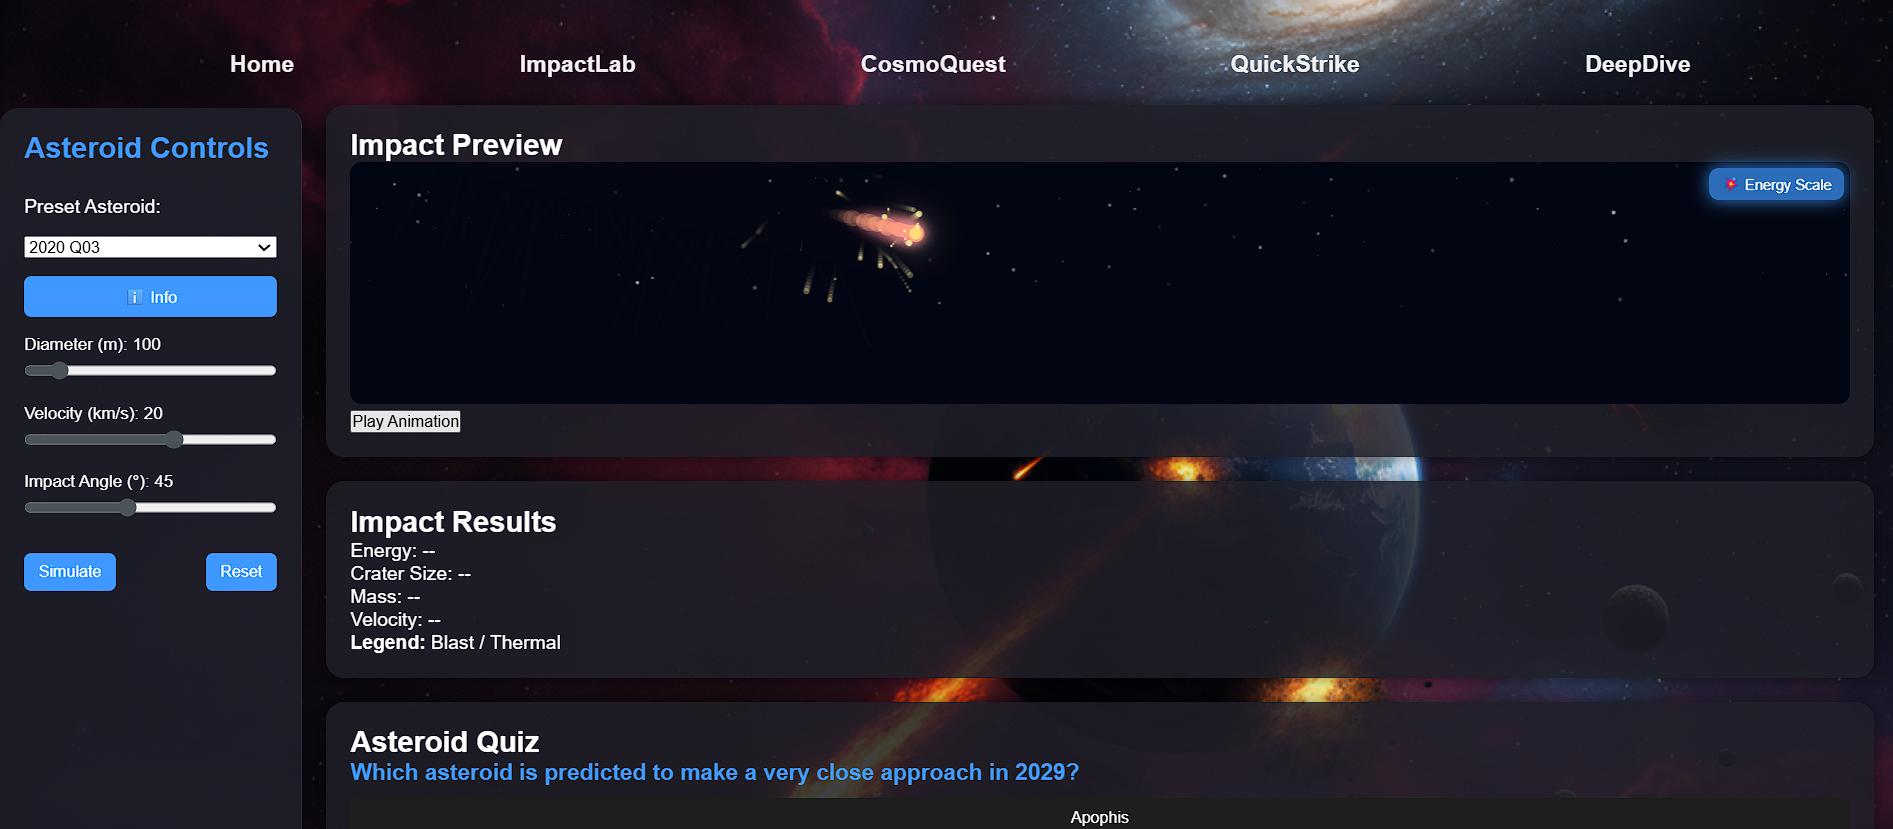 Home ImpactLab CosmoQuest QuickStrike DeepDive
Asteroid Controls
Preset Asteroid:
2020 Q03
i Info
Diameter (m): 100
Velocity (km/s): 20
Impact Angle (°): 45
Simulate Reset
Impact Preview
Energy Scale
Play Animation
Impact Results
Energy: --
Crater Size: --
Mass: --
Velocity: --
Legend: Blast / Thermal
Asteroid Quiz
Which asteroid is predicted to make a very close approach in 2029?
Apophis